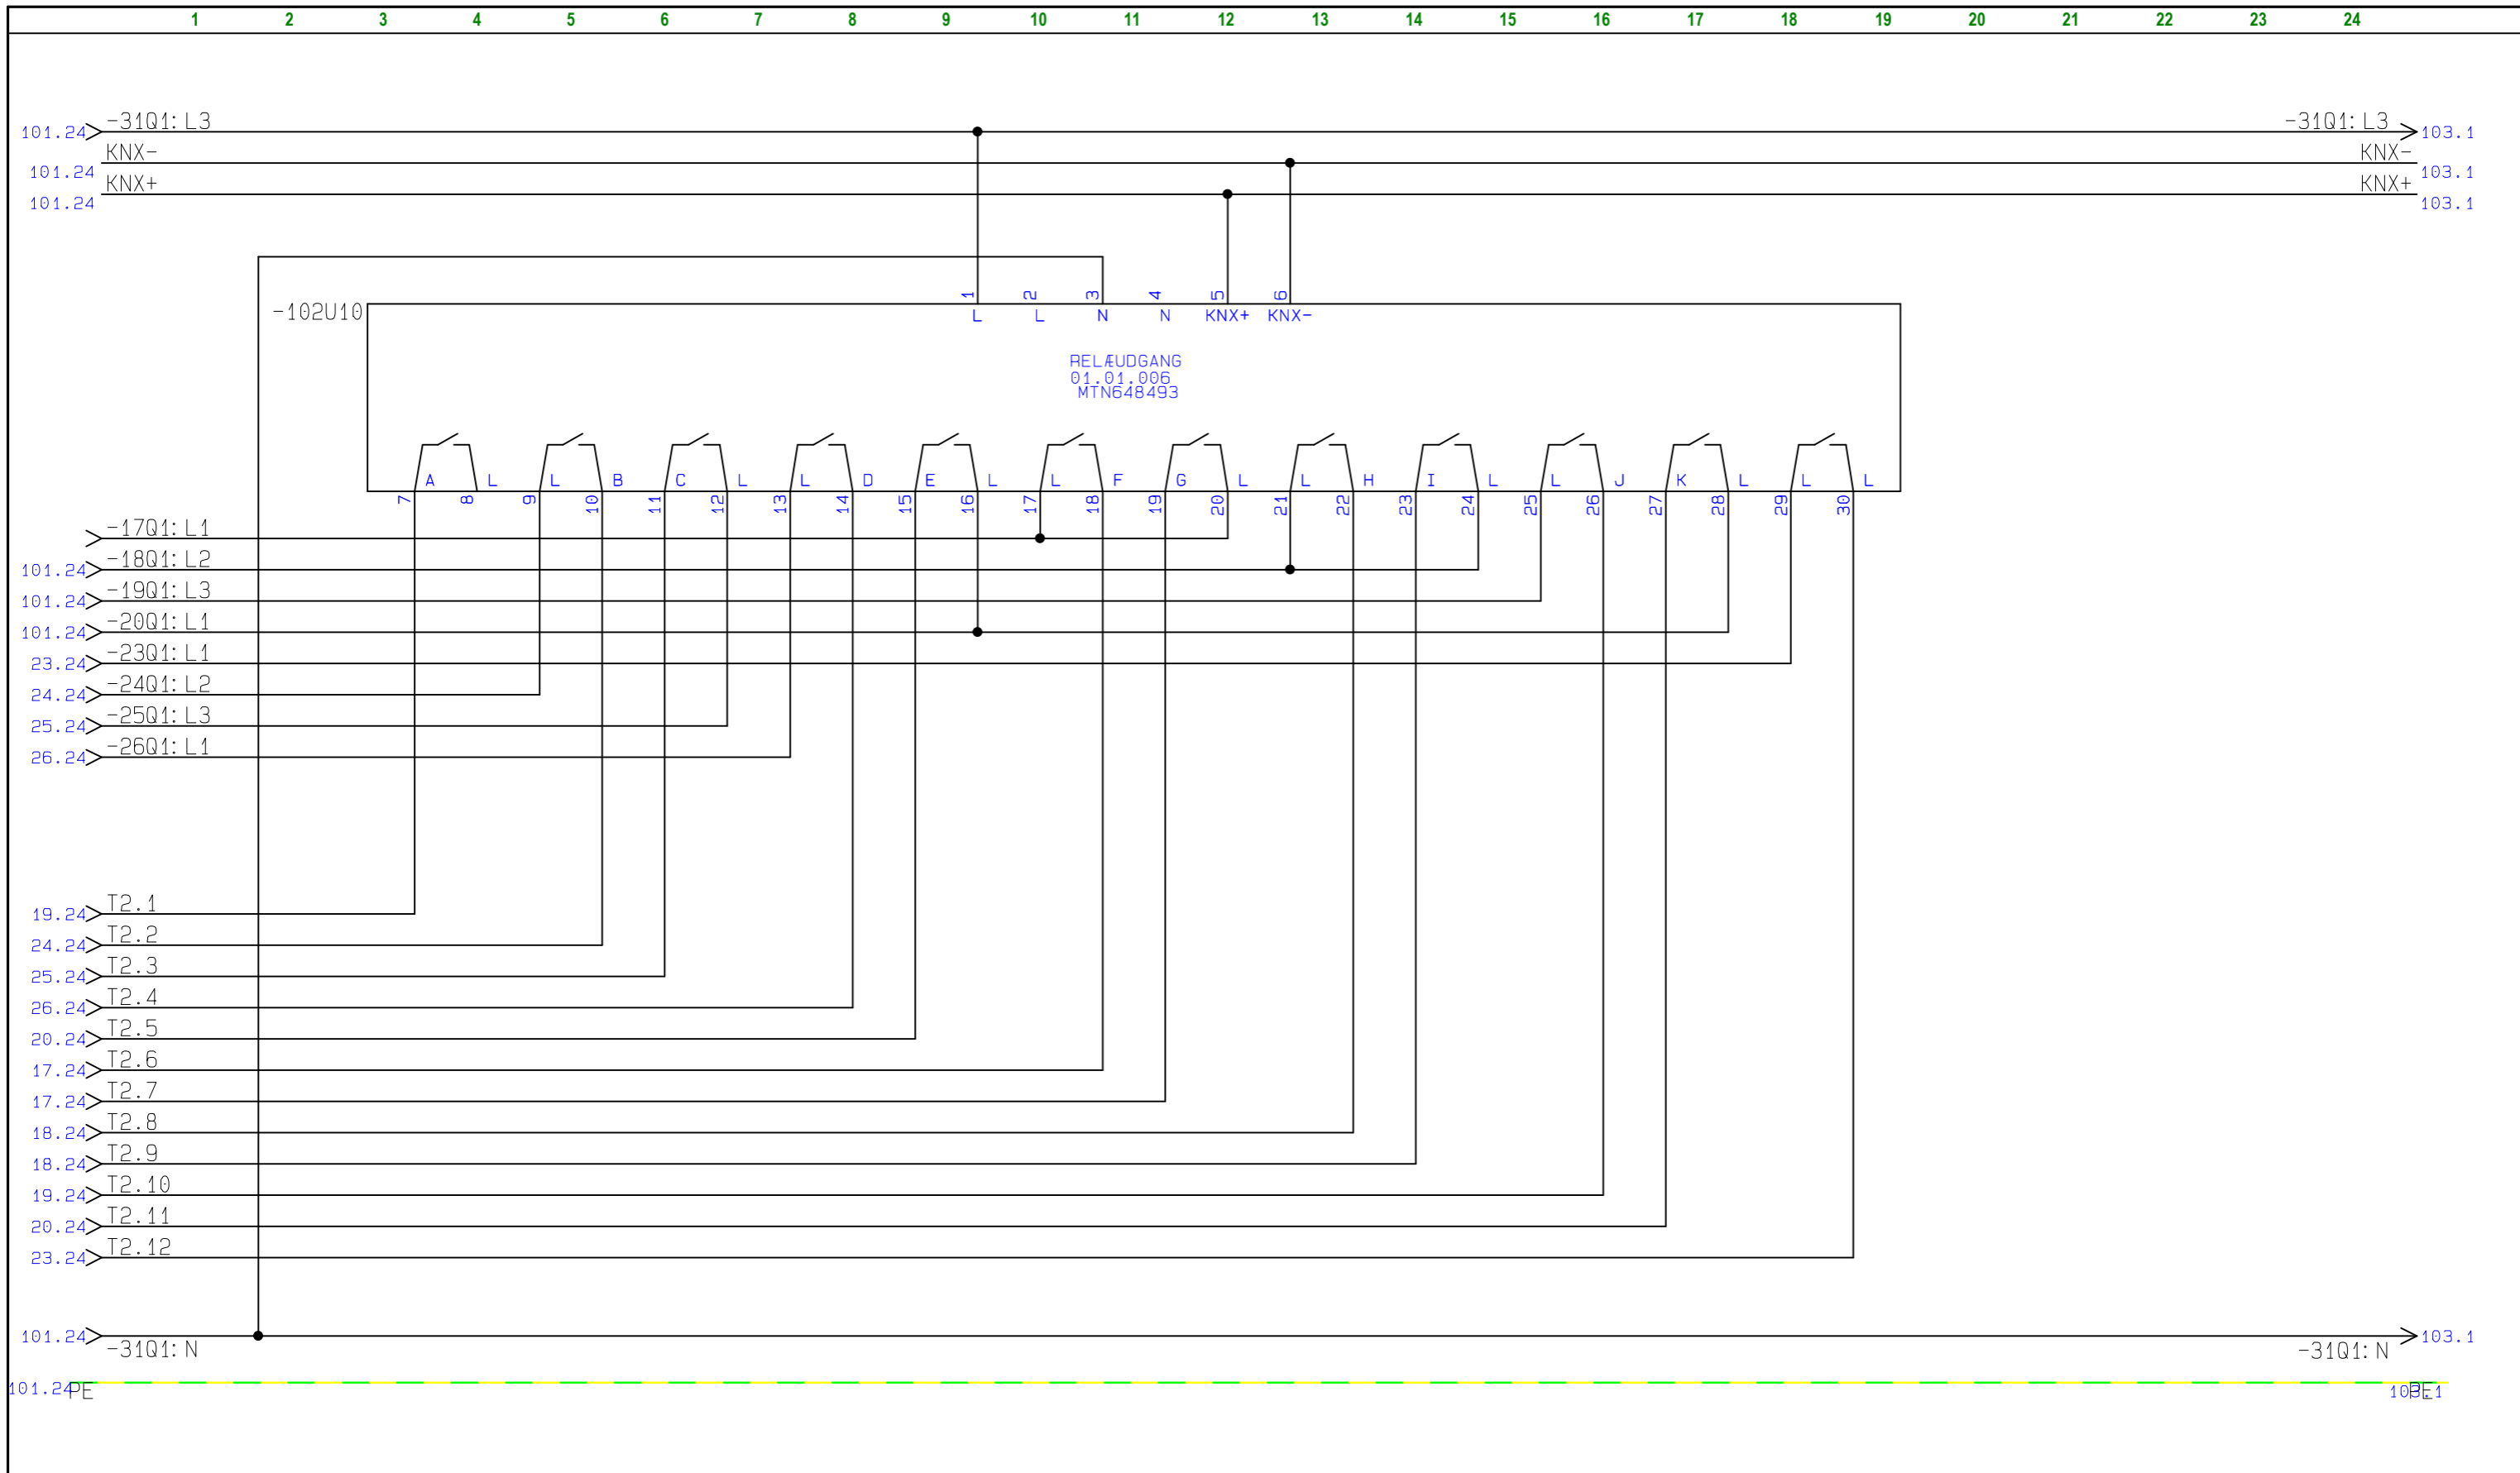 1 2 3 4 5 6 7 8 9 10 11 12 13 14 15 16 17 18 19 20 21 22 23 24
101.24 -31Q1:L3 -31Q1:L3 103.1
KNX- KNX-
101.24 103.1
KNX+ KNX+
101.24 103.1
1 2 3 4 5 6
-102U10
L L N N KNX+ KNX-
RELÆUDGANG
01.01.006
MTN648493
A L L B C L L D E L L F G L L H I L L J K L L L
7 8 9 10 11 12 13 14 15 16 17 18 19 20 21 22 23 24 25 26 27 28 29 30
-17Q1:L1
101.24 -18Q1:L2
101.24 -19Q1:L3
101.24 -20Q1:L1
23.24 -23Q1:L1
24.24 -24Q1:L2
25.24 -25Q1:L3
26.24 -26Q1:L1
19.24 T2.1
24.24 T2.2
25.24 T2.3
26.24 T2.4
20.24 T2.5
17.24 T2.6
17.24 T2.7
18.24 T2.8
18.24 T2.9
19.24 T2.10
20.24 T2.11
23.24 T2.12
101.24 103.1
-31Q1:N -31Q1:N
101.24 PE 103.1 PE